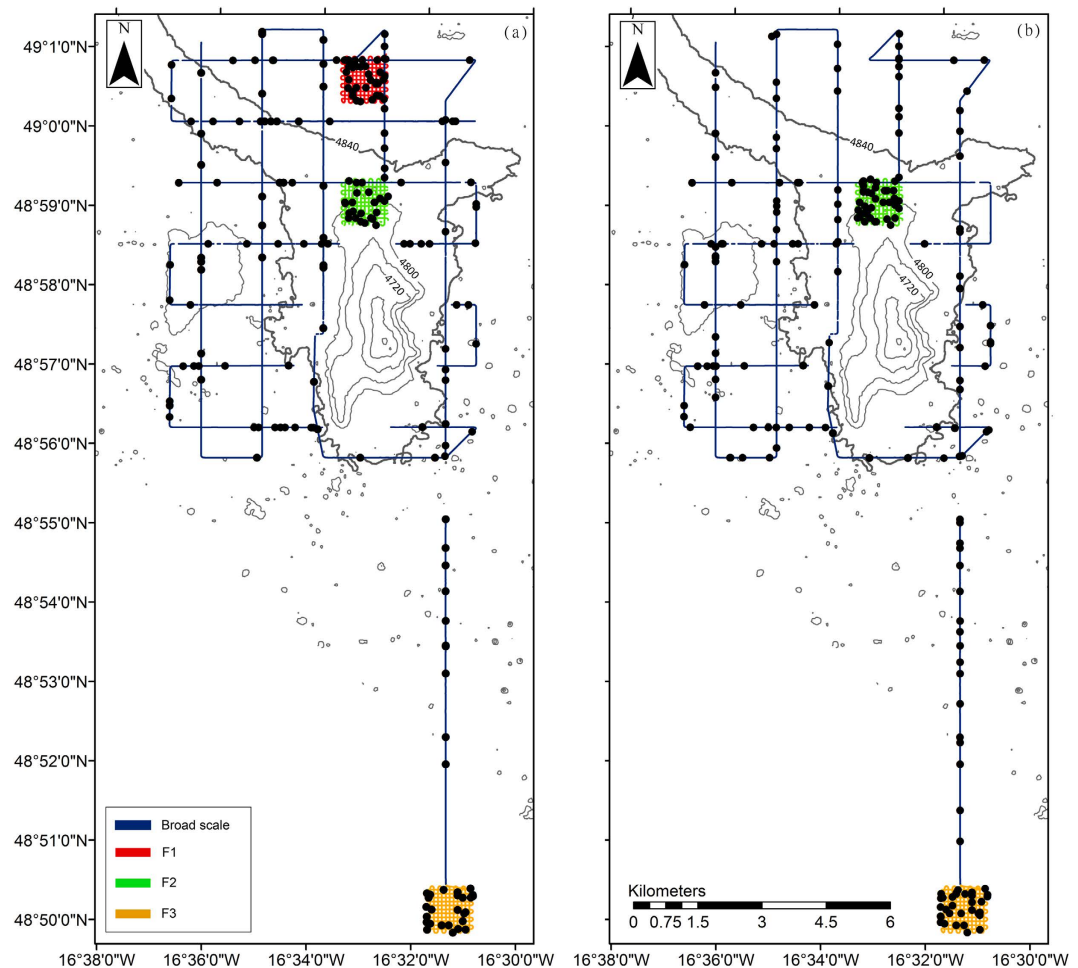 N
(a)
N
(b)
49°1'0"N
49°0'0"N
48°59'0"N
48°58'0"N
48°57'0"N
48°56'0"N
48°55'0"N
48°54'0"N
48°53'0"N
48°52'0"N
48°51'0"N
48°50'0"N
4840
4800
4720
4840
4800
4720
Broad scale
F1
F2
F3
Kilometers
0 0.75 1.5 3 4.5 6
16°38'0"W 16°36'0"W 16°34'0"W 16°32'0"W 16°30'0"W
16°38'0"W 16°36'0"W 16°34'0"W 16°32'0"W 16°30'0"W